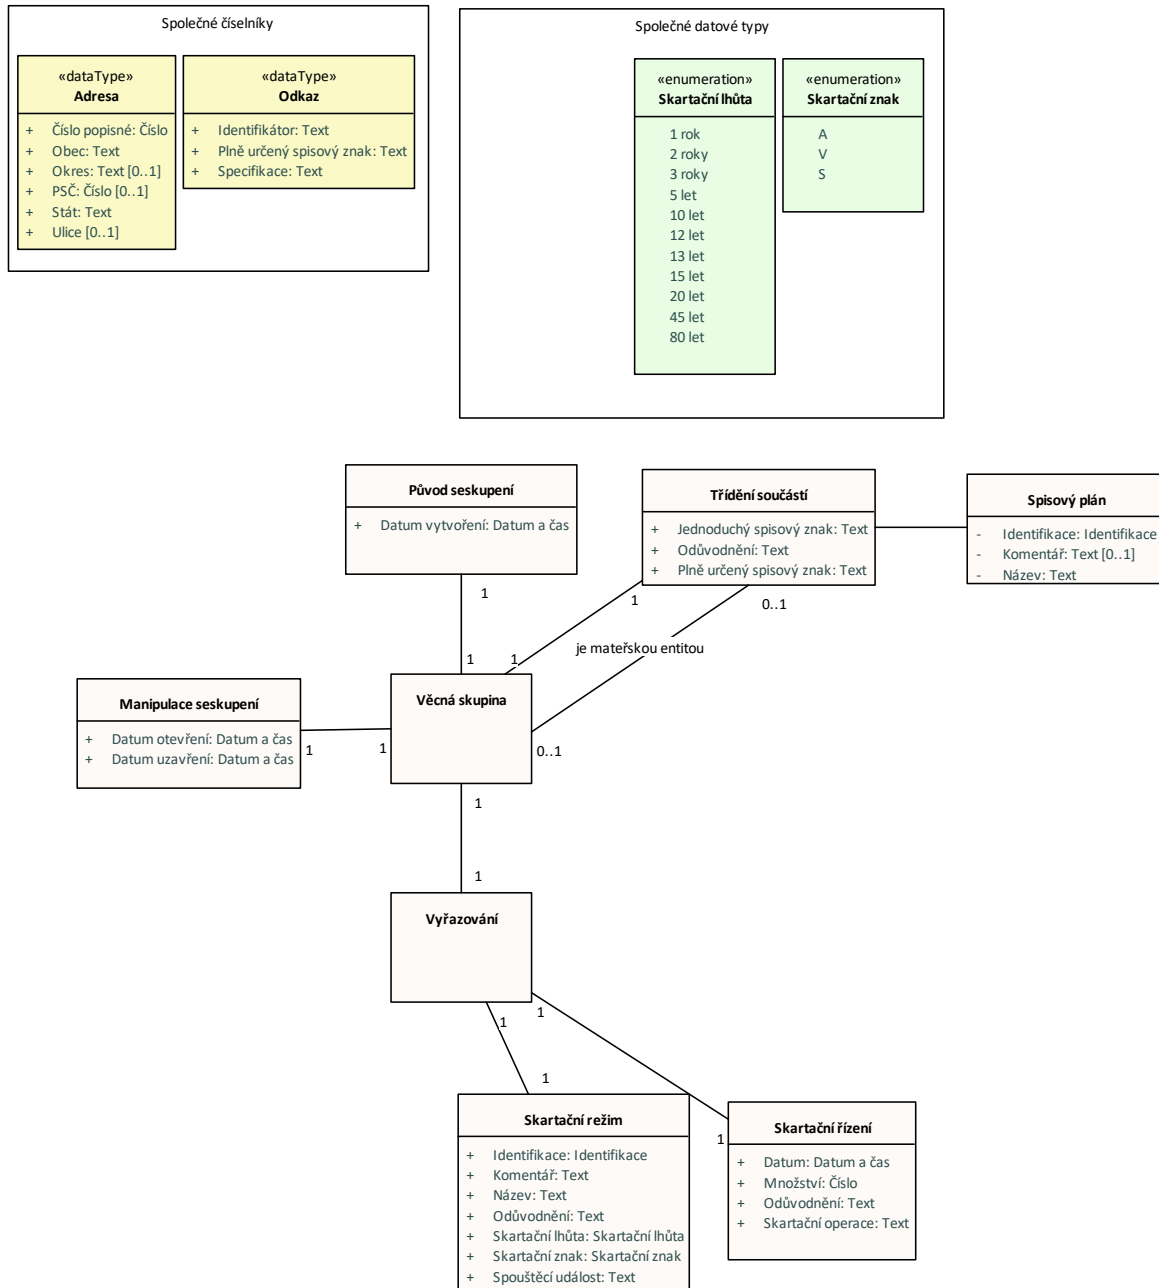 Společné číselníky
«dataType»
Adresa
+ Číslo popisné: Číslo
+ Obec: Text
+ Okres: Text [0..1]
+ PSČ: Číslo [0..1]
+ Stát: Text
+ Ulice [0..1]
«dataType»
Odkaz
+ Identifikátor: Text
+ Plně určený spisový znak: Text
+ Specifikace: Text
Společné datové typy
«enumeration»
Skartační lhůta
1 rok
2 roky
3 roky
5 let
10 let
12 let
13 let
15 let
20 let
45 let
80 let
«enumeration»
Skartační znak
A
V
S
Původ seskupení
+ Datum vytvoření: Datum a čas
Třídění součástí
+ Jednoduchý spisový znak: Text
+ Odůvodnění: Text
+ Plně určený spisový znak: Text
Spisový plán
- Identifikace: Identifikace
- Komentář: Text [0..1]
- Název: Text
1
1
0..1
je mateřskou entitou
1
1
Manipulace seskupení
+ Datum otevření: Datum a čas
+ Datum uzavření: Datum a čas
Věcná skupina
1
1
0..1
1
1
Vyřazování
1
1
1
Skartační režim
+ Identifikace: Identifikace
+ Komentář: Text
+ Název: Text
+ Odůvodnění: Text
+ Skartační lhůta: Skartační lhůta
+ Skartační znak: Skartační znak
+ Spouštěcí událost: Text
1
Skartační řízení
+ Datum: Datum a čas
+ Množství: Číslo
+ Odůvodnění: Text
+ Skartační operace: Text